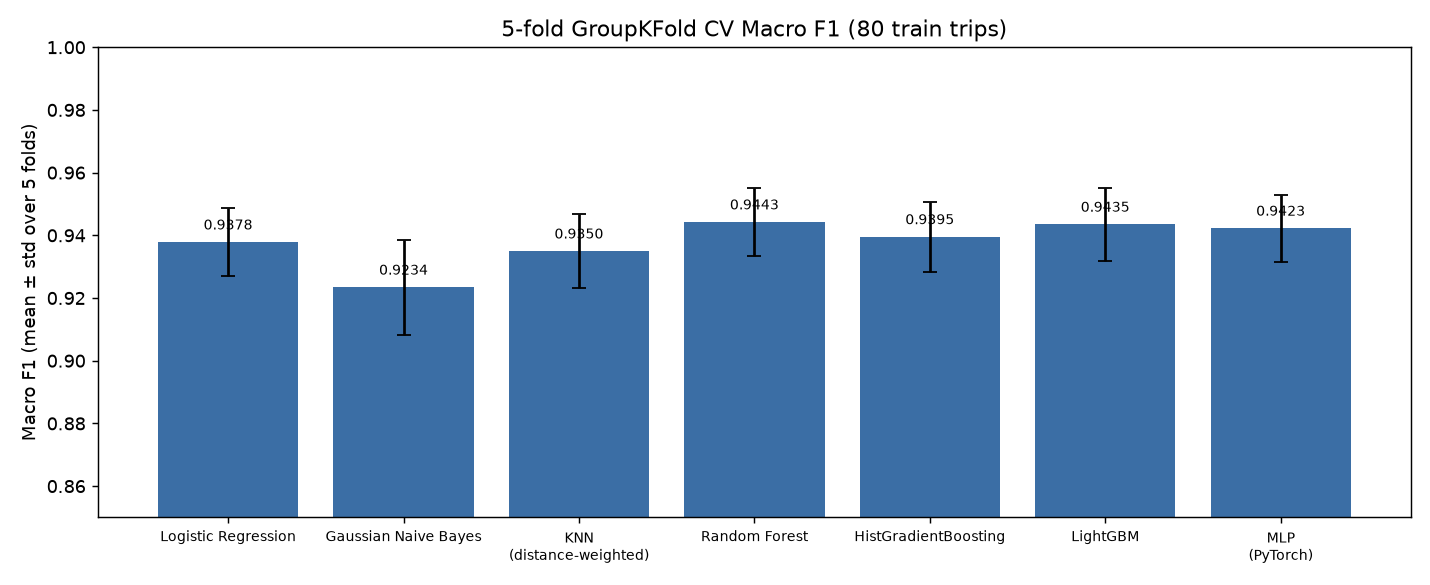 5-fold GroupKFold CV Macro F1 (80 train trips)
Macro F1 (mean ± std over 5 folds)
1.00
0.98
0.96
0.94
0.92
0.90
0.88
0.86
0.9378
0.9234
0.9350
0.9443
0.9395
0.9435
0.9423
Logistic Regression
Gaussian Naive Bayes
KNN
(distance-weighted)
Random Forest
HistGradientBoosting
LightGBM
MLP
(PyTorch)